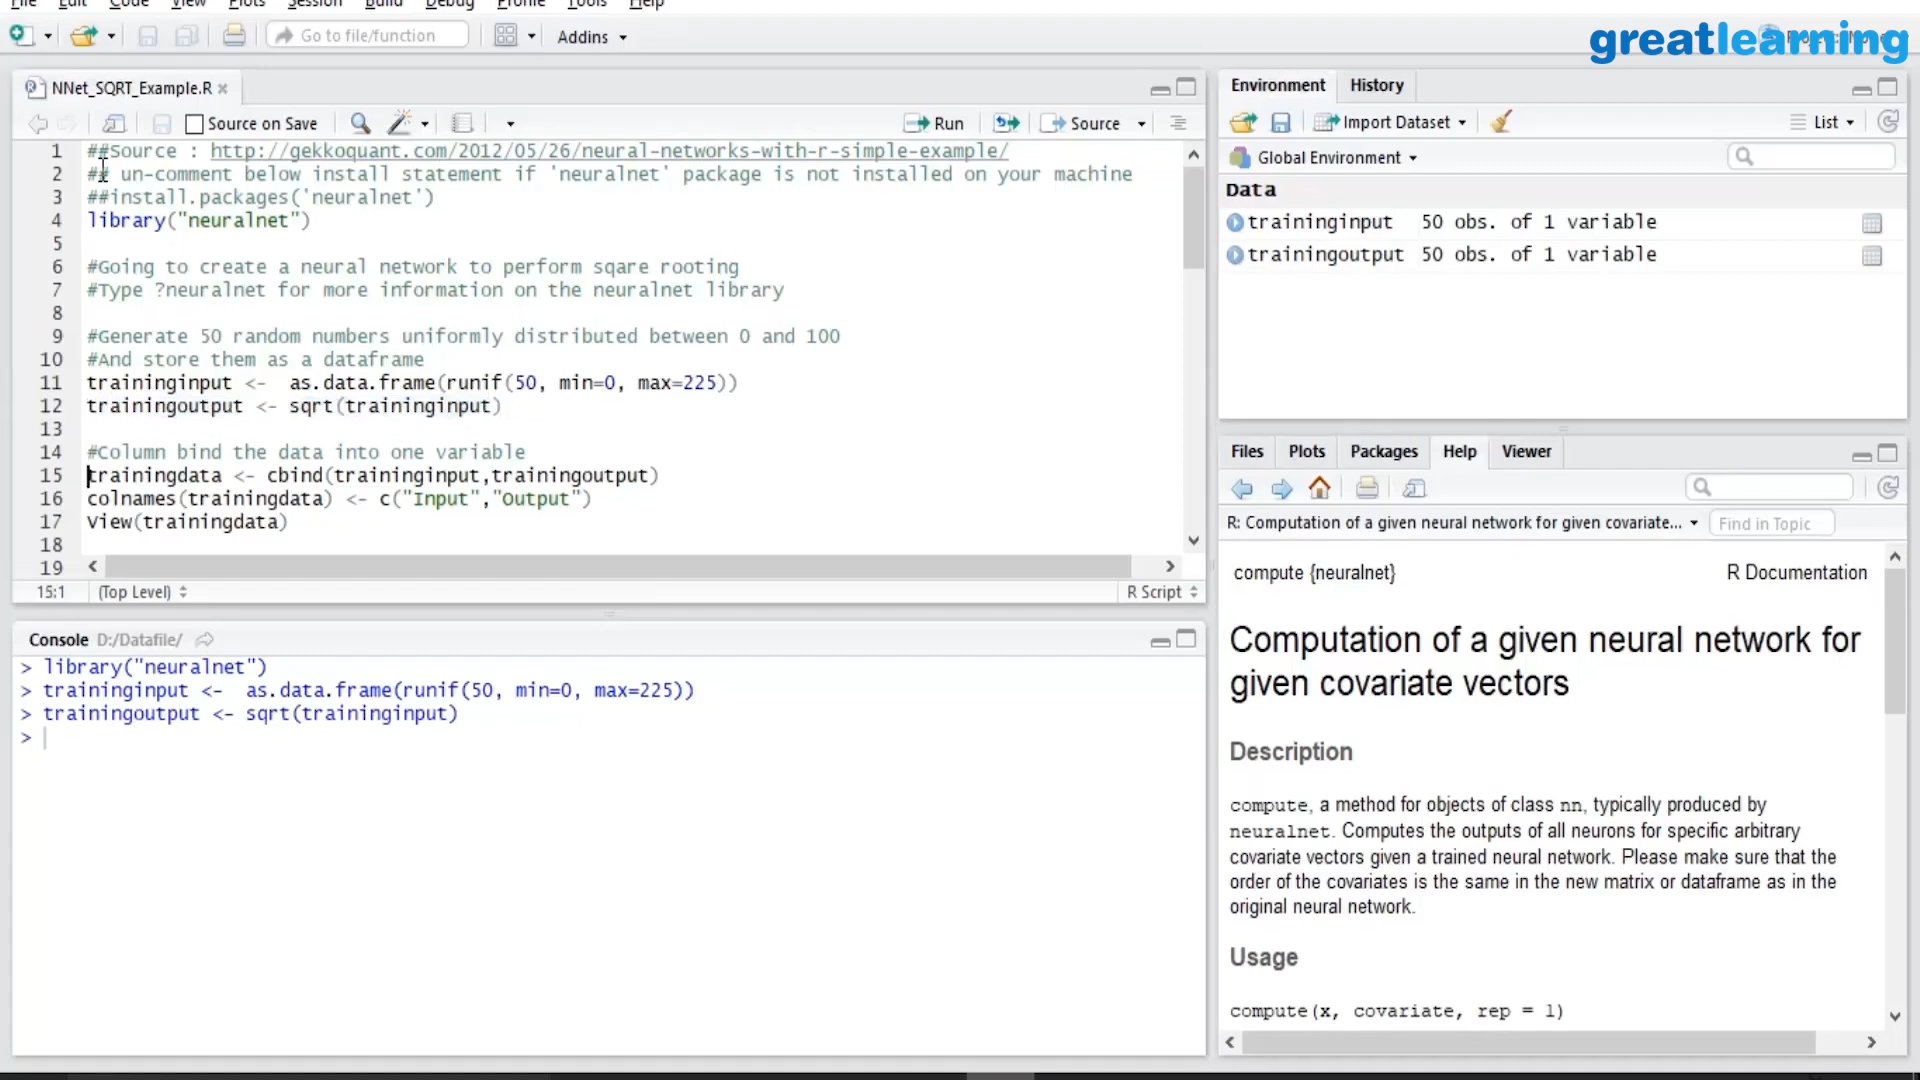 File Edit Code View Plots Session Build Debug Profile Tools Help
Go to file/function Addins
greatlearning
NNet_SQRT_Example.R
Source on Save Run Source
1 ##Source : http://gekkoquant.com/2012/05/26/neural-networks-with-r-simple-example/
2 ## un-comment below install statement if 'neuralnet' package is not installed on your machine
3 ##install.packages('neuralnet')
4 library("neuralnet")
5
6 #Going to create a neural network to perform sqare rooting
7 #Type ?neuralnet for more information on the neuralnet library
8
9 #Generate 50 random numbers uniformly distributed between 0 and 100
10 #And store them as a dataframe
11 traininginput <-  as.data.frame(runif(50, min=0, max=225))
12 trainingoutput <- sqrt(traininginput)
13
14 #Column bind the data into one variable
15 trainingdata <- cbind(traininginput,trainingoutput)
16 colnames(trainingdata) <- c("Input","Output")
17 View(trainingdata)
18
19
15:1 (Top Level) R Script
Console D:/Datafile/
> library("neuralnet")
> traininginput <-  as.data.frame(runif(50, min=0, max=225))
> trainingoutput <- sqrt(traininginput)
>
Environment History
Import Dataset List
Global Environment
Data
traininginput 50 obs. of 1 variable
trainingoutput 50 obs. of 1 variable
Files Plots Packages Help Viewer
R: Computation of a given neural network for given covariate... Find in Topic
compute {neuralnet} R Documentation
Computation of a given neural network for
given covariate vectors
Description
compute, a method for objects of class nn, typically produced by
neuralnet. Computes the outputs of all neurons for specific arbitrary
covariate vectors given a trained neural network. Please make sure that the
order of the covariates is the same in the new matrix or dataframe as in the
original neural network.
Usage
compute(x, covariate, rep = 1)